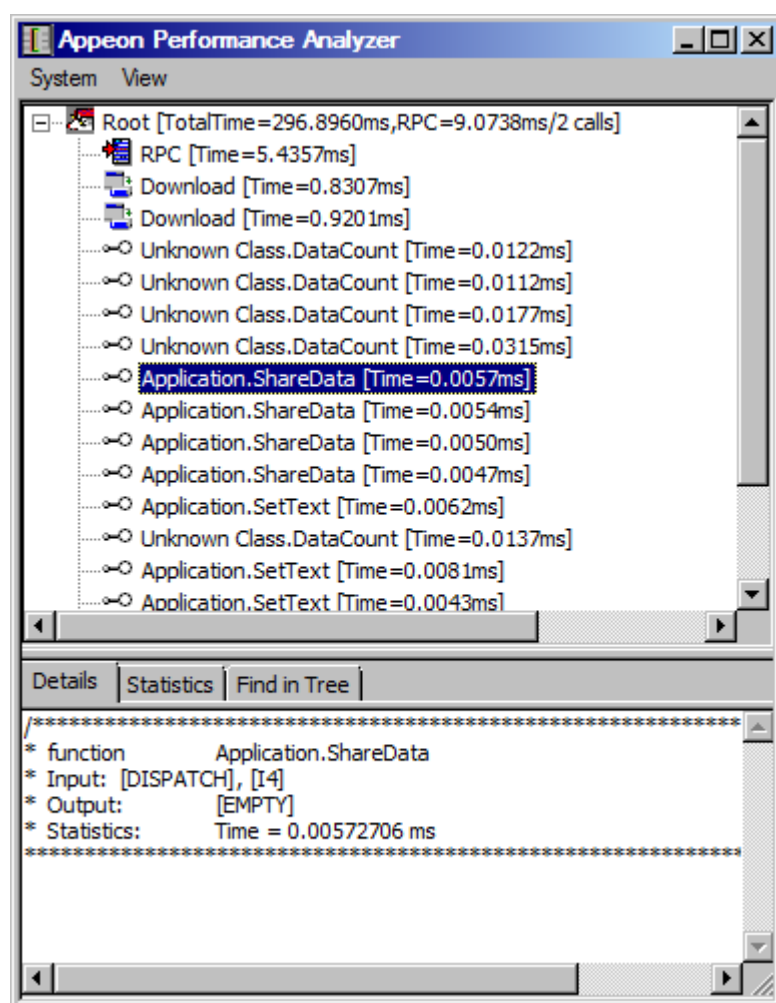 Appeon Performance Analyzer
System View
Root [TotalTime=296.8960ms,RPC=9.0738ms/2 calls]
RPC [Time=5.4357ms]
Download [Time=0.8307ms]
Download [Time=0.9201ms]
Unknown Class.DataCount [Time=0.0122ms]
Unknown Class.DataCount [Time=0.0112ms]
Unknown Class.DataCount [Time=0.0177ms]
Unknown Class.DataCount [Time=0.0315ms]
Application.ShareData [Time=0.0057ms]
Application.ShareData [Time=0.0054ms]
Application.ShareData [Time=0.0050ms]
Application.ShareData [Time=0.0047ms]
Application.SetText [Time=0.0062ms]
Unknown Class.DataCount [Time=0.0137ms]
Application.SetText [Time=0.0081ms]
Application.SetText [Time=0.0043ms]
Details Statistics Find in Tree
/************************************************************
* function Application.ShareData
* Input: [DISPATCH], [I4]
* Output: [EMPTY]
* Statistics: Time = 0.00572706 ms
*************************************************************